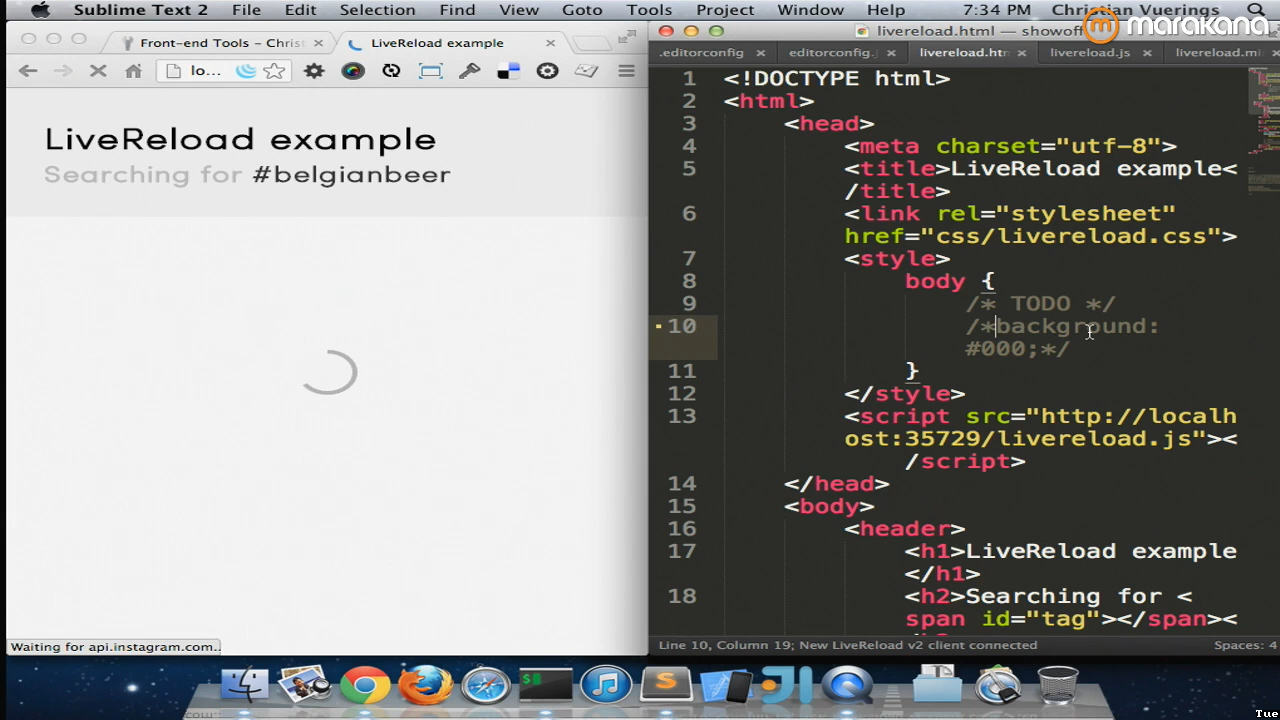 Sublime Text 2 File Edit Selection Find View Goto Tools Project Window Help 7:34 PM Christian Vuerings
marakana
Front-end Tools - Christ
LiveReload example
lo...
LiveReload example
Searching for #belgianbeer
Waiting for api.instagram.com...
livereload.html — showoff
.editorconfig editorconfig.j livereload.htm livereload.js livereload.mi
1 <!DOCTYPE html>
2 <html>
3 <head>
4 <meta charset="utf-8">
5 <title>LiveReload example<
/title>
6 <link rel="stylesheet"
href="css/livereload.css">
7 <style>
8 body {
9 /* TODO */
10 /*background:
#000;*/
11 }
12 </style>
13 <script src="http://localh
ost:35729/livereload.js"><
/script>
14 </head>
15 <body>
16 <header>
17 <h1>LiveReload example
</h1>
18 <h2>Searching for <
span id="tag"></span><
Line 10, Column 19; New LiveReload v2 client connected Spaces: 4
Tue